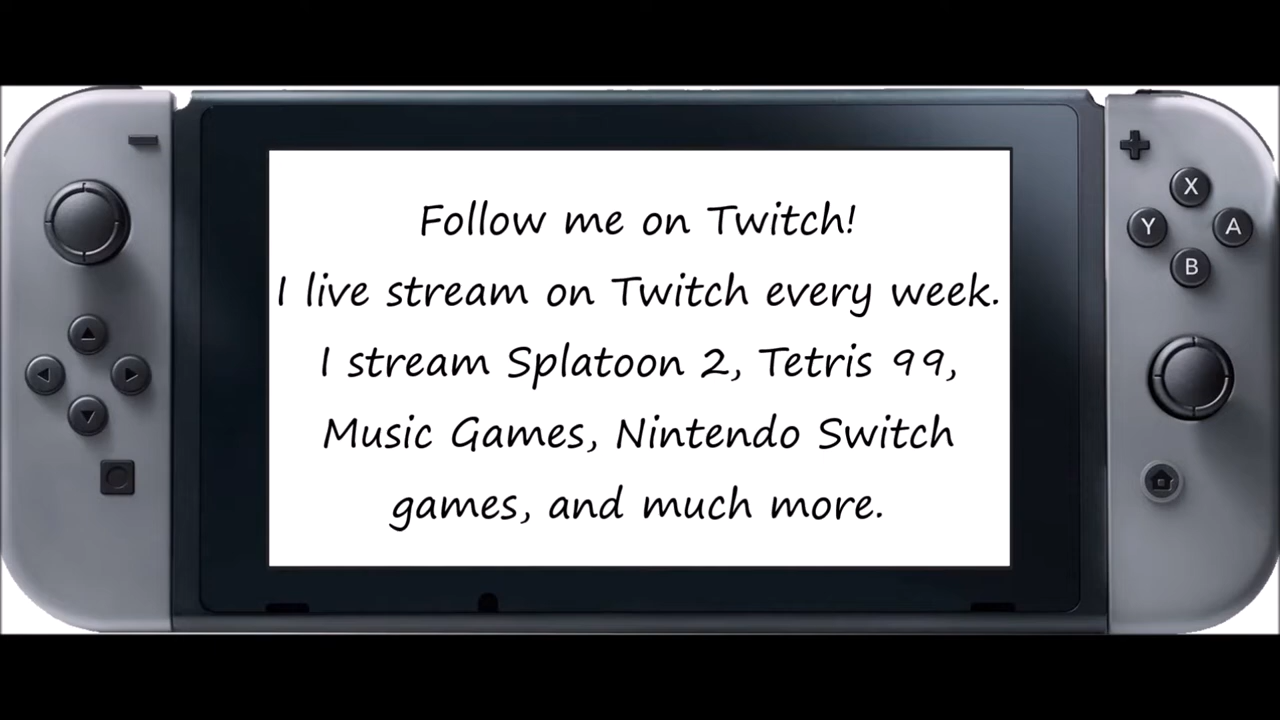 Follow me on Twitch!
I live stream on Twitch every week.
I stream Splatoon 2, Tetris 99,
Music Games, Nintendo Switch
games, and much more.
X
Y A
B